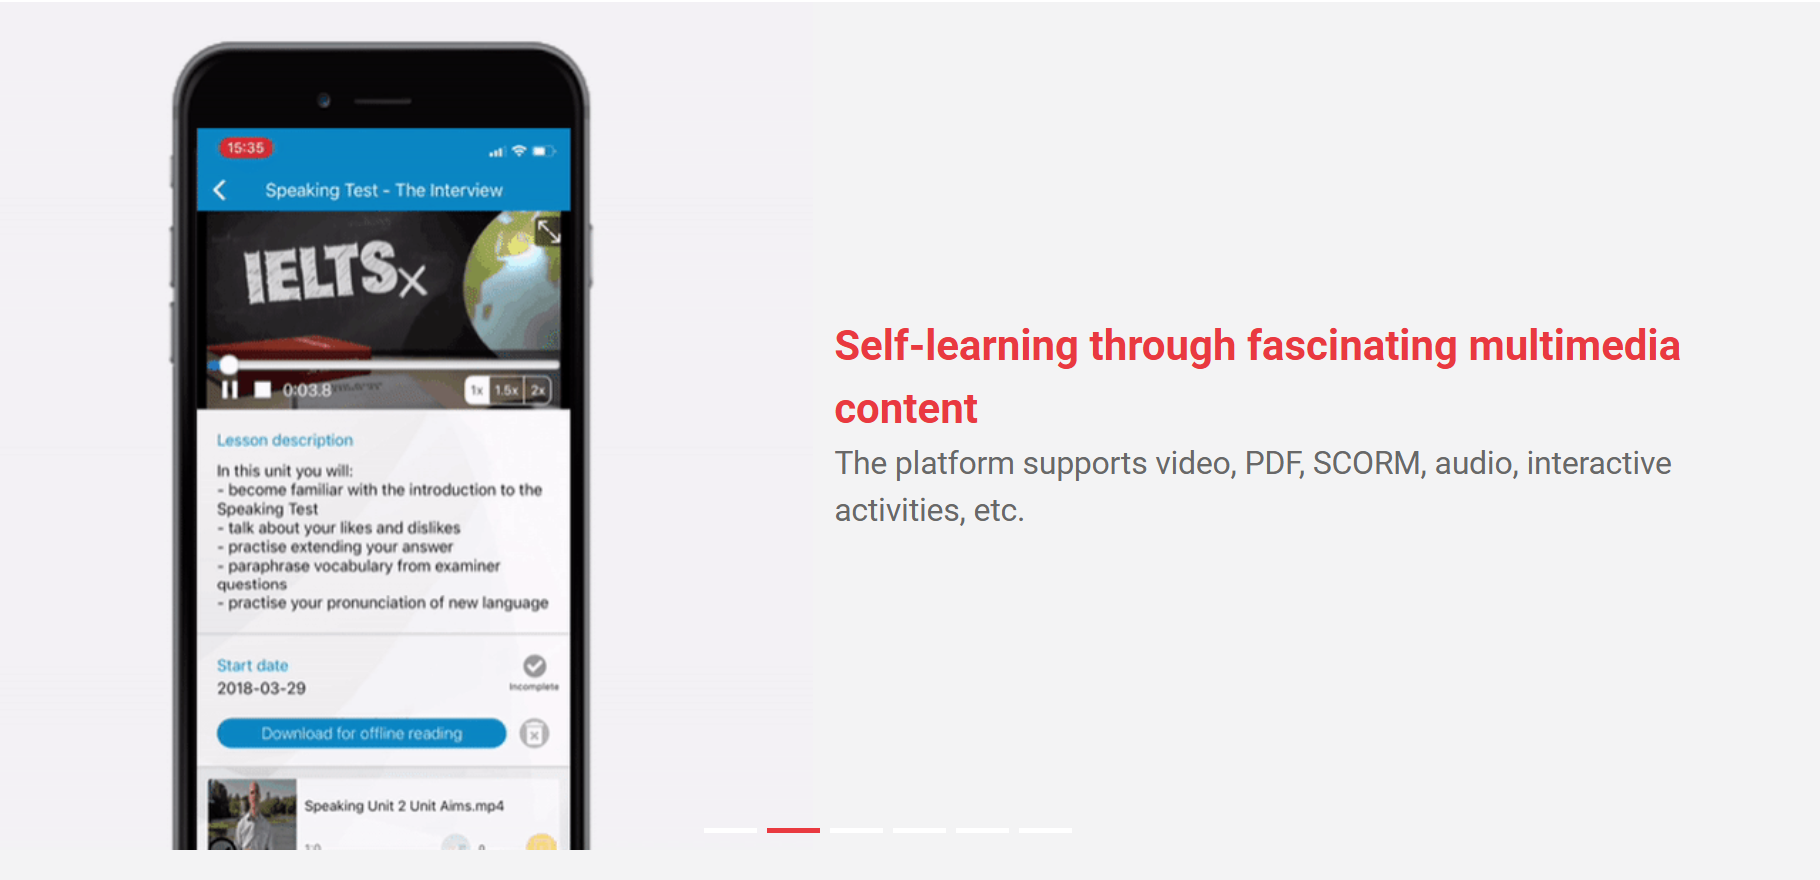 15:35
Speaking Test - The Interview
IELTSx
0:03.8
1x 1.5x 2x
Lesson description
In this unit you will:
- become familiar with the introduction to the
Speaking Test
- talk about your likes and dislikes
- practise extending your answer
- paraphrase vocabulary from examiner
questions
- practise your pronunciation of new language
Start date
2018-03-29
Incomplete
Download for offline reading
Speaking Unit 2 Unit Aims.mp4
Self-learning through fascinating multimedia
content
The platform supports video, PDF, SCORM, audio, interactive
activities, etc.